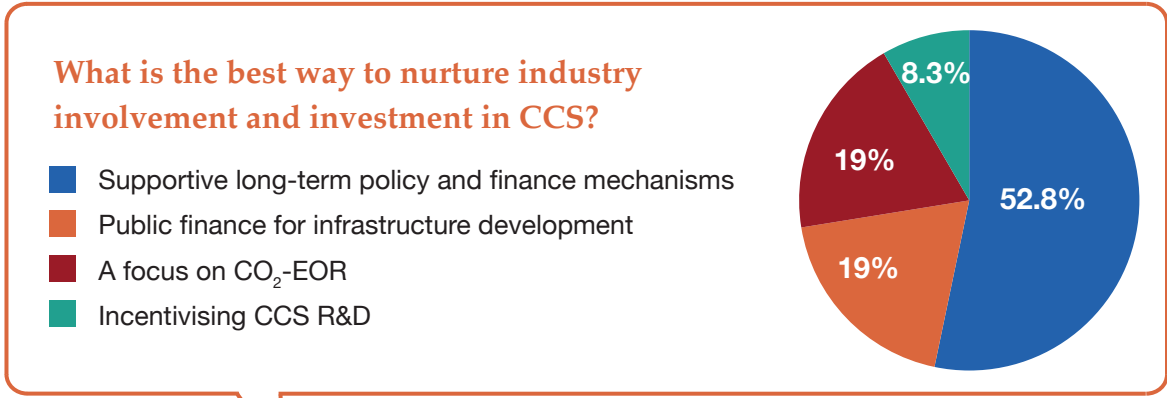 What is the best way to nurture industry
involvement and investment in CCS?
Supportive long-term policy and finance mechanisms
Public finance for infrastructure development
A focus on CO₂-EOR
Incentivising CCS R&D
8.3%
19%
52.8%
19%